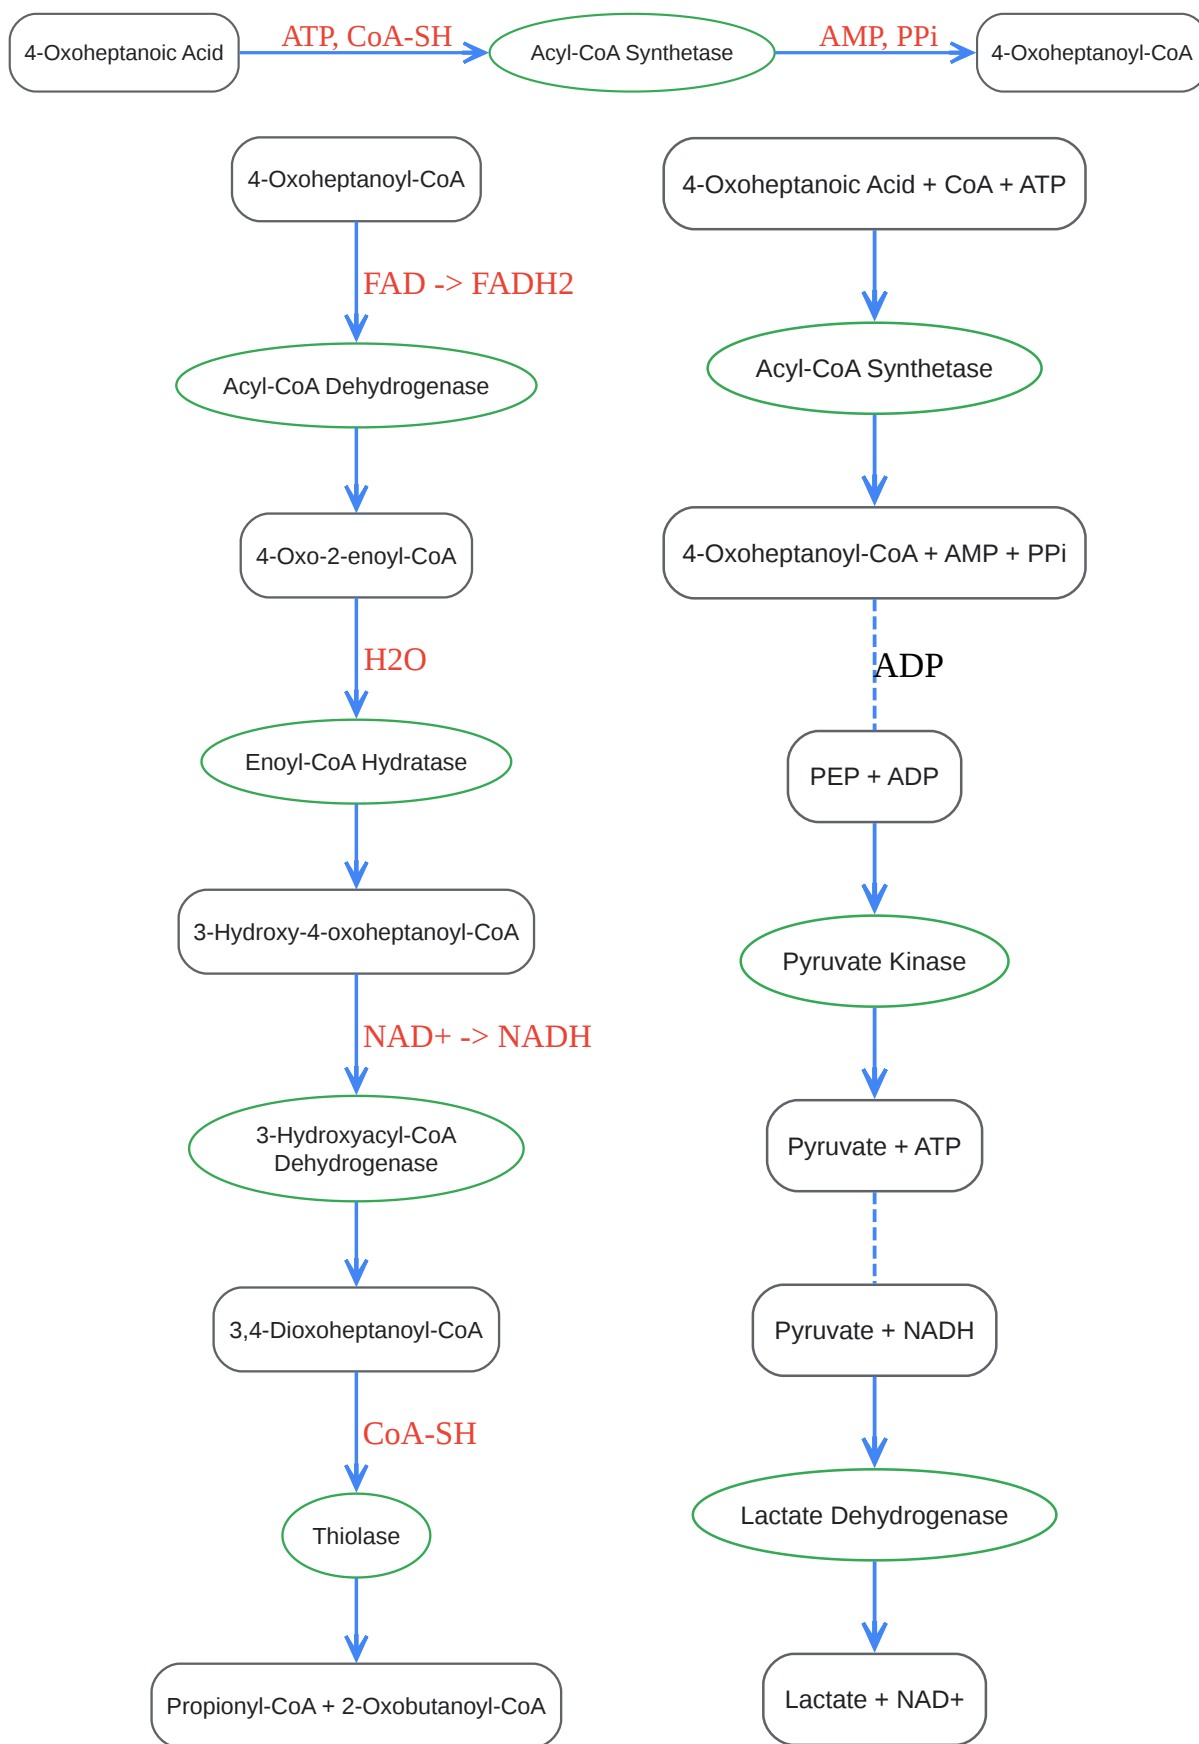 4-Oxoheptanoic Acid
ATP, CoA-SH
Acyl-CoA Synthetase
AMP, PPi
4-Oxoheptanoyl-CoA
4-Oxoheptanoyl-CoA
FAD -> FADH2
Acyl-CoA Dehydrogenase
4-Oxo-2-enoyl-CoA
H2O
Enoyl-CoA Hydratase
3-Hydroxy-4-oxoheptanoyl-CoA
NAD+ -> NADH
3-Hydroxyacyl-CoA
Dehydrogenase
3,4-Dioxoheptanoyl-CoA
CoA-SH
Thiolase
Propionyl-CoA + 2-Oxobutanoyl-CoA
4-Oxoheptanoic Acid + CoA + ATP
Acyl-CoA Synthetase
4-Oxoheptanoyl-CoA + AMP + PPi
ADP
PEP + ADP
Pyruvate Kinase
Pyruvate + ATP
Pyruvate + NADH
Lactate Dehydrogenase
Lactate + NAD+